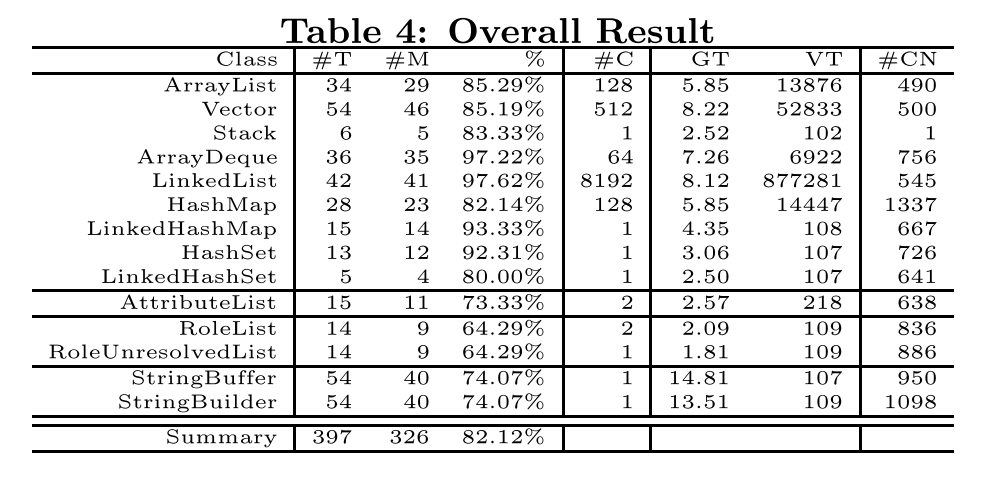 Table 4: Overall Result
Class #T #M % #C GT VT #CN
ArrayList 34 29 85.29% 128 5.85 13876 490
Vector 54 46 85.19% 512 8.22 52833 500
Stack 6 5 83.33% 1 2.52 102 1
ArrayDeque 36 35 97.22% 64 7.26 6922 756
LinkedList 42 41 97.62% 8192 8.12 877281 545
HashMap 28 23 82.14% 128 5.85 14447 1337
LinkedHashMap 15 14 93.33% 1 4.35 108 667
HashSet 13 12 92.31% 1 3.06 107 726
LinkedHashSet 5 4 80.00% 1 2.50 107 641
AttributeList 15 11 73.33% 2 2.57 218 638
RoleList 14 9 64.29% 2 2.09 109 836
RoleUnresolvedList 14 9 64.29% 1 1.81 109 886
StringBuffer 54 40 74.07% 1 14.81 107 950
StringBuilder 54 40 74.07% 1 13.51 109 1098
Summary 397 326 82.12%